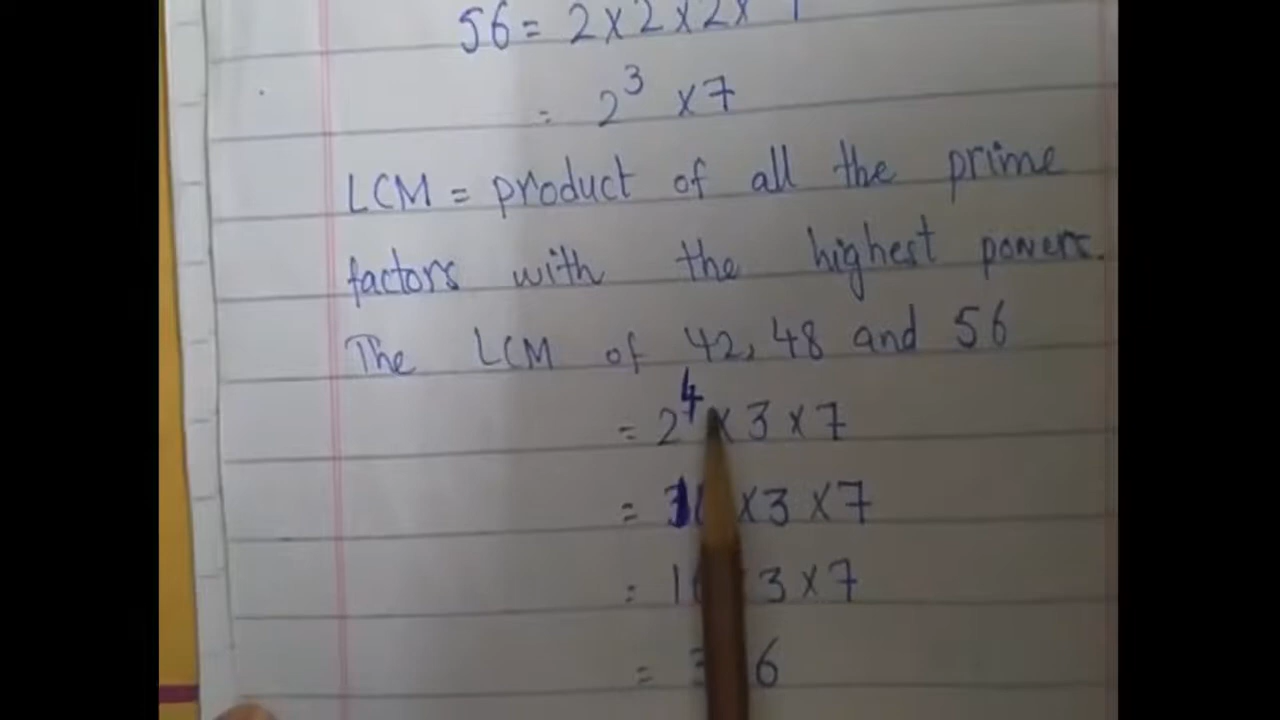 56 = 2 x 2 x 2 x 7
= 2³ x 7
LCM = product of all the prime
factors with the highest powers.
The LCM of 42, 48 and 56
= 2⁴ x 3 x 7
= x 3 x 7
= 3 x 7
= 6